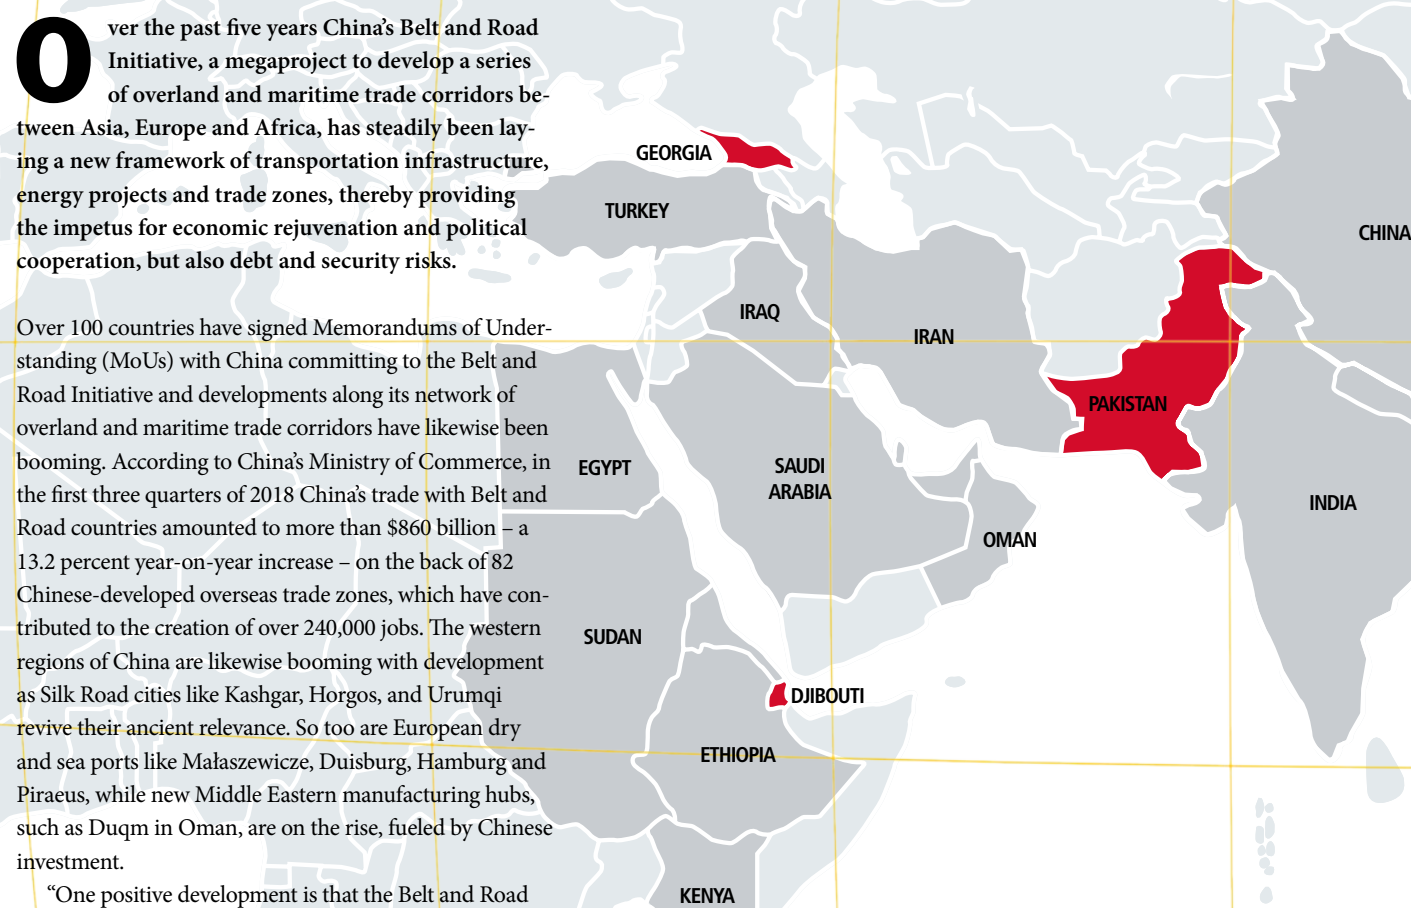 Over the past five years China’s Belt and Road
Initiative, a megaproject to develop a series
of overland and maritime trade corridors be-
tween Asia, Europe and Africa, has steadily been lay-
ing a new framework of transportation infrastructure,
energy projects and trade zones, thereby providing
the impetus for economic rejuvenation and political
cooperation, but also debt and security risks.
Over 100 countries have signed Memorandums of Under-
standing (MoUs) with China committing to the Belt and
Road Initiative and developments along its network of
overland and maritime trade corridors have likewise been
booming. According to China’s Ministry of Commerce, in
the first three quarters of 2018 China’s trade with Belt and
Road countries amounted to more than $860 billion – a
13.2 percent year-on-year increase – on the back of 82
Chinese-developed overseas trade zones, which have con-
tributed to the creation of over 240,000 jobs. The western
regions of China are likewise booming with development
as Silk Road cities like Kashgar, Horgos, and Urumqi
revive their ancient relevance. So too are European dry
and sea ports like Małaszewicze, Duisburg, Hamburg and
Piraeus, while new Middle Eastern manufacturing hubs,
such as Duqm in Oman, are on the rise, fueled by Chinese
investment.
“One positive development is that the Belt and Road
GEORGIA
TURKEY
CHINA
IRAQ
IRAN
PAKISTAN
EGYPT
SAUDI
ARABIA
INDIA
OMAN
SUDAN
DJIBOUTI
ETHIOPIA
KENYA